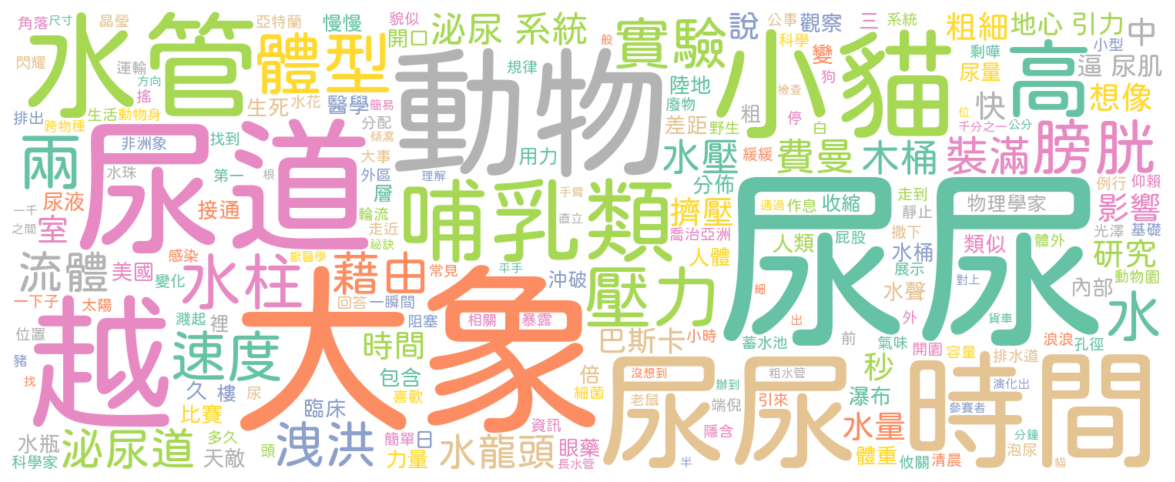 角落 尺寸 晶瑩 亞特蘭 慢慢 貌似 開口 泌尿 系統 般 實驗 說 公事 觀察 三 系統 粗細 地心 引力 中
閃耀 水管 運輸 方向 搖 體型 規律 動物 小貓 科學 變 狗 陸地 剩嘩 小型 尿量 高 逼 尿肌
排出 生活 動物身 水花 生死 醫學 簡易 廢物 差距 野生 粗 檢查 停 白 快 位 千分之一 公分 想像
跨物種 非洲象 找到 分配 傾瀉 大事 用力 水壓 緩緩 費曼 木桶 裝滿 膀胱
兩 尿道 水珠 第一 根 外區 理解 哺乳類 手臂 分佈 通過 作息 收縮 走到 靜止 物理學家 例行 仰賴
一千 之間 尿液 室 接通 層 輪流 走近 秘訣 直立 擠壓 喬治亞洲 人類 屁股 撤下 水桶 類似 光澤 體外 影響 基礎
流體 感染 獸醫學 美國 水柱 變化 藉由 常見 平手 壓力 沖破 人體 尿尿 展示 水聲 對上 研究 動物園 內部
一下子 太陽 越 位置 濺起 裡 大象 回答 一瞬間 阻塞 相關 暴露 細 出 外 前 貨車 水
豬 找 速度 久 樓 尿 時間 包含 喜歡 巴斯卡 小時 倍 細菌 沒想到 辦到 蓄水池 氣味 開園 容量 浪浪 孔徑
比賽 臨床 資訊 老鼠 尿尿 粗水管 端倪 引來 秒 瀑布 排水道 演化出 參賽者 時間
水瓶 科學家 泌尿道 多久 天敵 頭 洩洪 簡單 日 力量 水龍頭 眼藥 長水管 半 隱含 水量 體重 攸關 清晨 泡尿 分鐘 貓